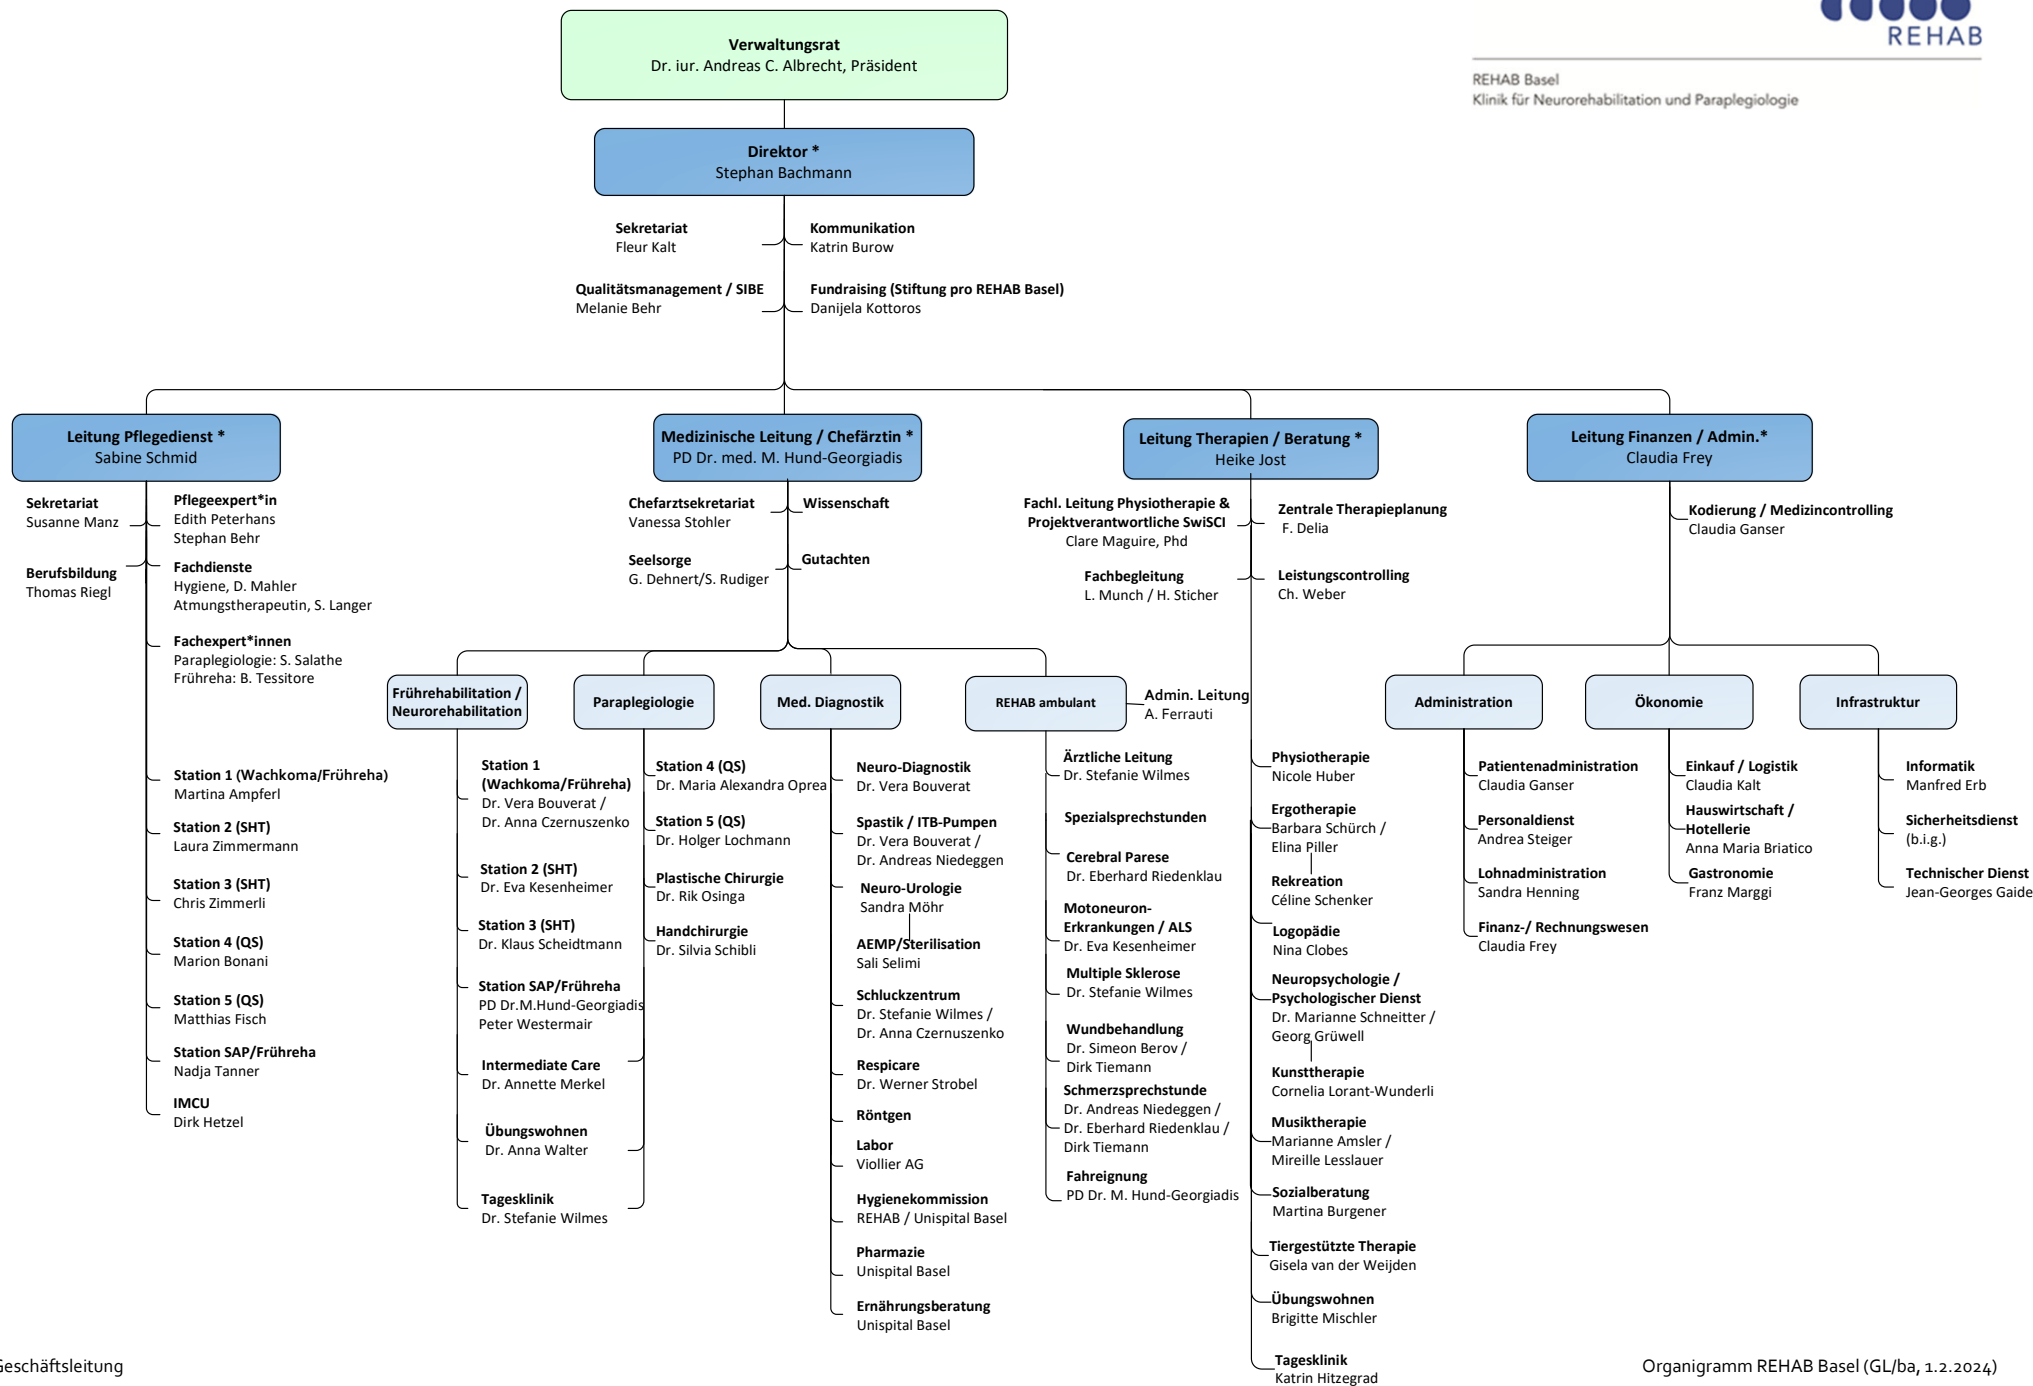 REHAB
REHAB Basel
Klinik für Neurorehabilitation und Paraplegiologie
Verwaltungsrat
Dr. iur. Andreas C. Albrecht, Präsident
Direktor *
Stephan Bachmann
Sekretariat
Fleur Kalt
Kommunikation
Katrin Burow
Qualitätsmanagement / SIBE
Melanie Behr
Fundraising (Stiftung pro REHAB Basel)
Danijela Kottoros
Leitung Pflegedienst *
Sabine Schmid
Sekretariat
Susanne Manz
Berufsbildung
Thomas Riegl
Pflegeexpert*in
Edith Peterhans
Stephan Behr
Fachdienste
Hygiene, D. Mahler
Atmungstherapeutin, S. Langer
Fachexpert*innen
Paraplegiologie: S. Salathe
Frühreha: B. Tessitore
Station 1 (Wachkoma/Frühreha)
Martina Ampferl
Station 2 (SHT)
Laura Zimmermann
Station 3 (SHT)
Chris Zimmerli
Station 4 (QS)
Marion Bonani
Station 5 (QS)
Matthias Fisch
Station SAP/Frühreha
Nadja Tanner
IMCU
Dirk Hetzel
Medizinische Leitung / Chefärztin *
PD Dr. med. M. Hund-Georgiadis
Chefarztsekretariat
Vanessa Stohler
Wissenschaft
Seelsorge
G. Dehnert/S. Rudiger
Gutachten
Frührehabilitation /
Neurorehabilitation
Station 1
(Wachkoma/Frühreha)
Dr. Vera Bouverat /
Dr. Anna Czernuszenko
Station 2 (SHT)
Dr. Eva Kesenheimer
Station 3 (SHT)
Dr. Klaus Scheidtmann
Station SAP/Frühreha
PD Dr.M.Hund-Georgiadis
Peter Westermair
Intermediate Care
Dr. Annette Merkel
Übungswohnen
Dr. Anna Walter
Tagesklinik
Dr. Stefanie Wilmes
Paraplegiologie
Station 4 (QS)
Dr. Maria Alexandra Oprea
Station 5 (QS)
Dr. Holger Lochmann
Plastische Chirurgie
Dr. Rik Osinga
Handchirurgie
Dr. Silvia Schibli
Med. Diagnostik
Neuro-Diagnostik
Dr. Vera Bouverat
Spastik / ITB-Pumpen
Dr. Vera Bouverat /
Dr. Andreas Niedeggen
Neuro-Urologie
Sandra Möhr
AEMP/Sterilisation
Sali Selimi
Schluckzentrum
Dr. Stefanie Wilmes /
Dr. Anna Czernuszenko
Respicare
Dr. Werner Strobel
Röntgen
Labor
Viollier AG
Hygienekommission
REHAB / Unispital Basel
Pharmazie
Unispital Basel
Ernährungsberatung
Unispital Basel
REHAB ambulant
Admin. Leitung
A. Ferrauti
Ärztliche Leitung
Dr. Stefanie Wilmes
Spezialsprechstunden
Cerebral Parese
Dr. Eberhard Riedenklau
Motoneuron-
Erkrankungen / ALS
Dr. Eva Kesenheimer
Multiple Sklerose
Dr. Stefanie Wilmes
Wundbehandlung
Dr. Simeon Berov /
Dirk Tiemann
Schmerzsprechstunde
Dr. Andreas Niedeggen /
Dr. Eberhard Riedenklau /
Dirk Tiemann
Fahreignung
PD Dr. M. Hund-Georgiadis
Leitung Therapien / Beratung *
Heike Jost
Fachl. Leitung Physiotherapie &
Projektverantwortliche SwiSCI
Clare Maguire, Phd
Zentrale Therapieplanung
F. Delia
Fachbegleitung
L. Munch / H. Sticher
Leistungscontrolling
Ch. Weber
Physiotherapie
Nicole Huber
Ergotherapie
Barbara Schürch /
Elina Piller
Rekreation
Céline Schenker
Logopädie
Nina Clobes
Neuropsychologie /
Psychologischer Dienst
Dr. Marianne Schneitter /
Georg Grüwell
Kunsttherapie
Cornelia Lorant-Wunderli
Musiktherapie
Marianne Amsler /
Mireille Lesslauer
Sozialberatung
Martina Burgener
Tiergestützte Therapie
Gisela van der Weijden
Übungswohnen
Brigitte Mischler
Tagesklinik
Katrin Hitzegrad
Leitung Finanzen / Admin.*
Claudia Frey
Kodierung / Medizincontrolling
Claudia Ganser
Administration
Patientenadministration
Claudia Ganser
Personaldienst
Andrea Steiger
Lohnadministration
Sandra Henning
Finanz-/ Rechnungswesen
Claudia Frey
Ökonomie
Einkauf / Logistik
Claudia Kalt
Hauswirtschaft /
Hotellerie
Anna Maria Briatico
Gastronomie
Franz Marggi
Infrastruktur
Informatik
Manfred Erb
Sicherheitsdienst
(b.i.g.)
Technischer Dienst
Jean-Georges Gaide
Geschäftsleitung
Organigramm REHAB Basel (GL/ba, 1.2.2024)